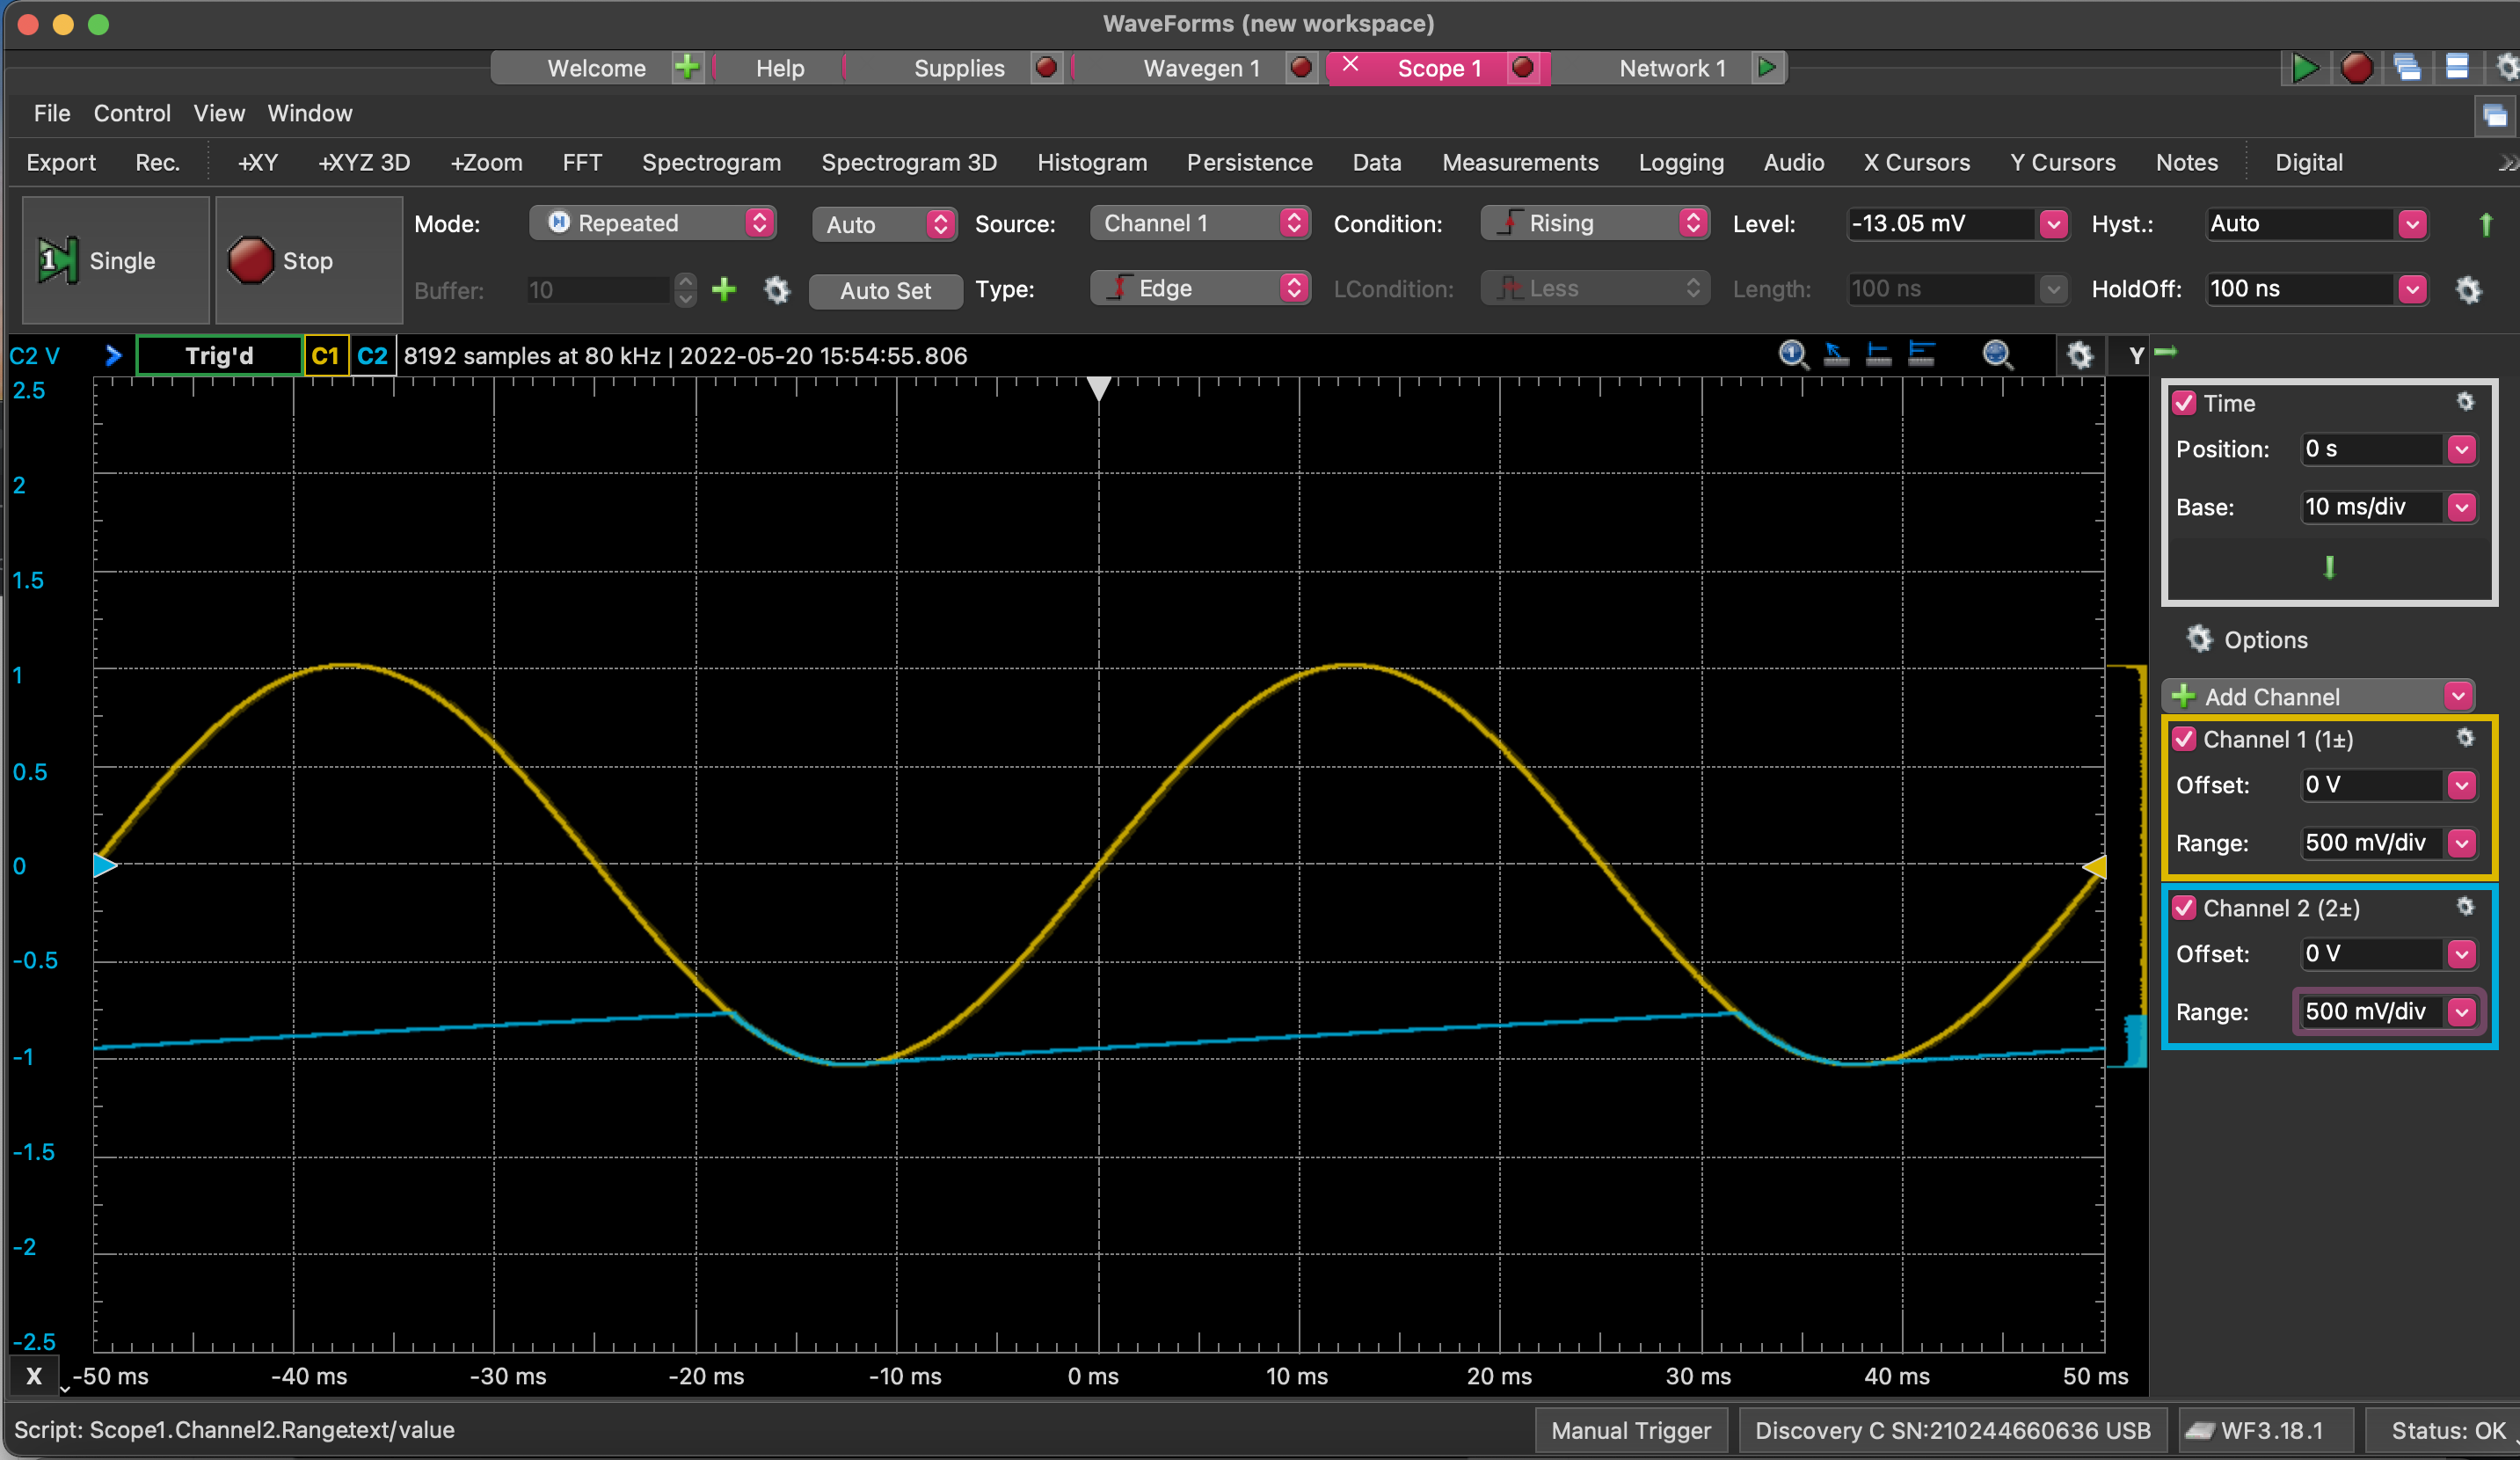 WaveForms (new workspace)
Welcome Help Supplies Wavegen 1 Scope 1 Network 1
File Control View Window
Export Rec. +XY +XYZ 3D +Zoom FFT Spectrogram Spectrogram 3D Histogram Persistence Data Measurements Logging Audio X Cursors Y Cursors Notes Digital
1 Single Stop Mode: Repeated Auto Source: Channel 1 Condition: Rising Level: -13.05 mV Hyst.: Auto
Buffer: 10 Auto Set Type: Edge LCondition: Less Length: 100 ns HoldOff: 100 ns
C2 V Trig'd C1 C2 8192 samples at 80 kHz | 2022-05-20 15:54:55.806 Y
2.5
2
1.5
1
0.5
0
-0.5
-1
-1.5
-2
-2.5
X -50 ms -40 ms -30 ms -20 ms -10 ms 0 ms 10 ms 20 ms 30 ms 40 ms 50 ms
Time
Position: 0 s
Base: 10 ms/div
Options
Add Channel
Channel 1 (1±)
Offset: 0 V
Range: 500 mV/div
Channel 2 (2±)
Offset: 0 V
Range: 500 mV/div
Script: Scope1.Channel2.Range.text/value Manual Trigger Discovery C SN:210244660636 USB WF3.18.1 Status: OK